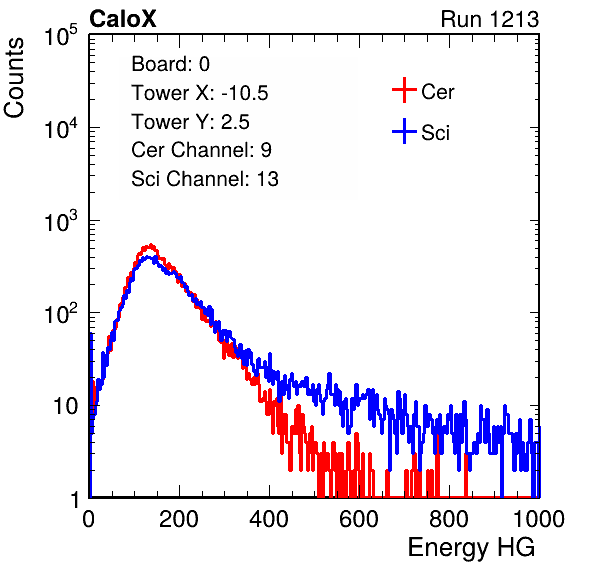 CaloX Run 1213
Counts
10^5
10^4
10^3
10^2
10
1
Board: 0
Tower X: -10.5
Tower Y: 2.5
Cer Channel: 9
Sci Channel: 13
Cer
Sci
0 200 400 600 800 1000
Energy HG